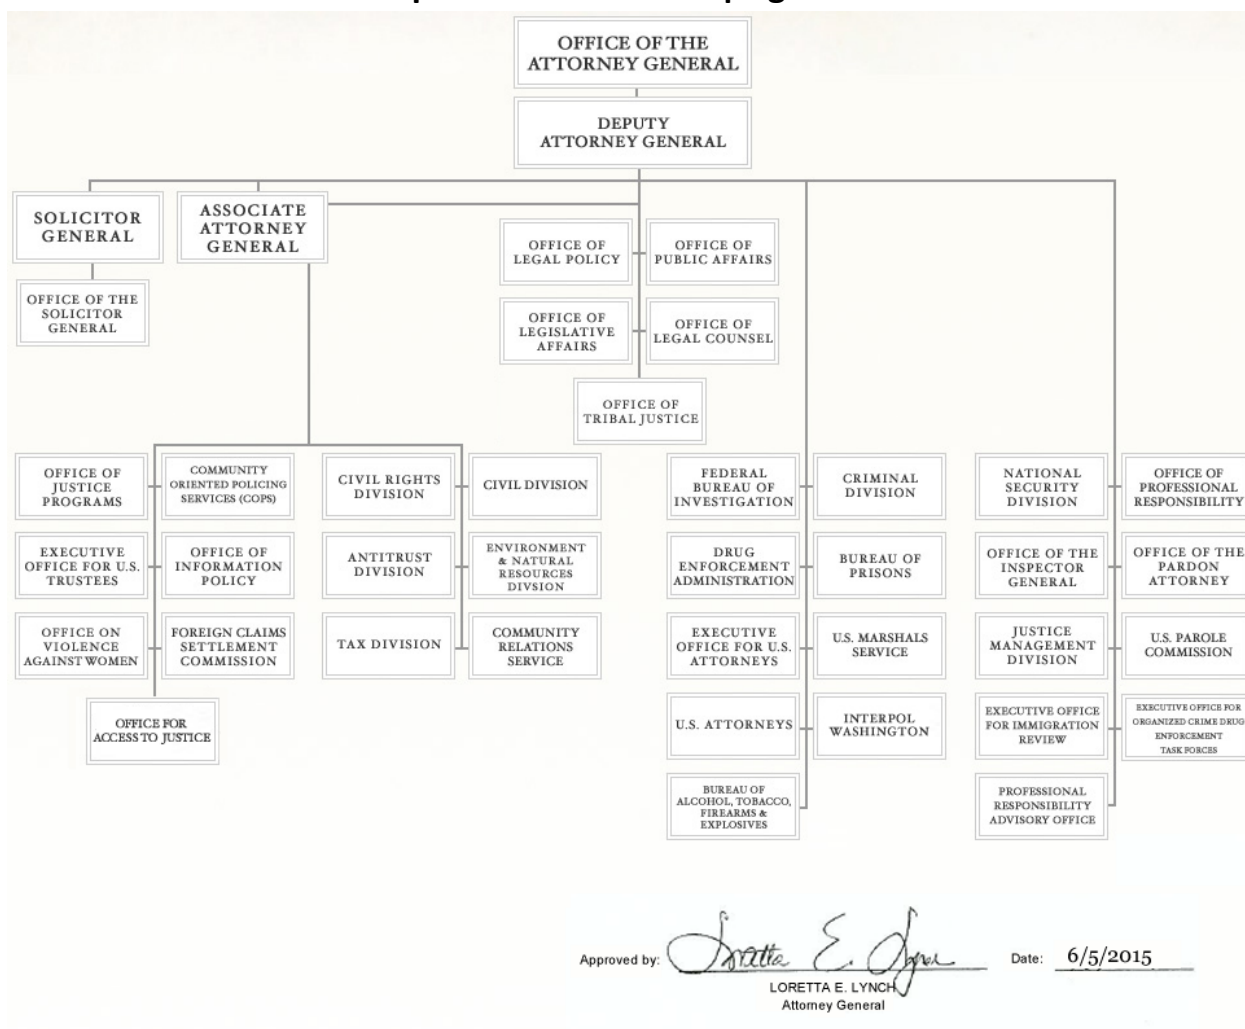 OFFICE OF THE
ATTORNEY GENERAL
DEPUTY
ATTORNEY GENERAL
SOLICITOR
GENERAL
ASSOCIATE
ATTORNEY
GENERAL
OFFICE OF THE
SOLICITOR
GENERAL
OFFICE OF
LEGAL POLICY
OFFICE OF
PUBLIC AFFAIRS
OFFICE OF
LEGISLATIVE
AFFAIRS
OFFICE OF
LEGAL COUNSEL
OFFICE OF
TRIBAL JUSTICE
OFFICE OF
JUSTICE
PROGRAMS
COMMUNITY
ORIENTED POLICING
SERVICES (COPS)
CIVIL RIGHTS
DIVISION
CIVIL DIVISION
FEDERAL
BUREAU OF
INVESTIGATION
CRIMINAL
DIVISION
NATIONAL
SECURITY
DIVISION
OFFICE OF
PROFESSIONAL
RESPONSIBILITY
EXECUTIVE
OFFICE FOR U.S.
TRUSTEES
OFFICE OF
INFORMATION
POLICY
ANTITRUST
DIVISION
ENVIRONMENT
& NATURAL
RESOURCES
DIVSION
DRUG
ENFORCEMENT
ADMINISTRATION
BUREAU OF
PRISONS
OFFICE OF THE
INSPECTOR
GENERAL
OFFICE OF THE
PARDON
ATTORNEY
OFFICE ON
VIOLENCE
AGAINST WOMEN
FOREIGN CLAIMS
SETTLEMENT
COMMISSION
TAX DIVISION
COMMUNITY
RELATIONS
SERVICE
EXECUTIVE
OFFICE FOR U.S.
ATTORNEYS
U.S. MARSHALS
SERVICE
JUSTICE
MANAGEMENT
DIVISION
U.S. PAROLE
COMMISSION
OFFICE FOR
ACCESS TO JUSTICE
U.S. ATTORNEYS
INTERPOL
WASHINGTON
EXECUTIVE OFFICE
FOR IMMIGRATION
REVIEW
EXECUTIVE OFFICE FOR
ORGANIZED CRIME DRUG
ENFORCEMENT
TASK FORCES
BUREAU OF
ALCOHOL, TOBACCO,
FIREARMS &
EXPLOSIVES
PROFESSIONAL
RESPONSIBILITY
ADVISORY OFFICE
Approved by: Loretta E. Lynch Date: 6/5/2015
LORETTA E. LYNCH
Attorney General